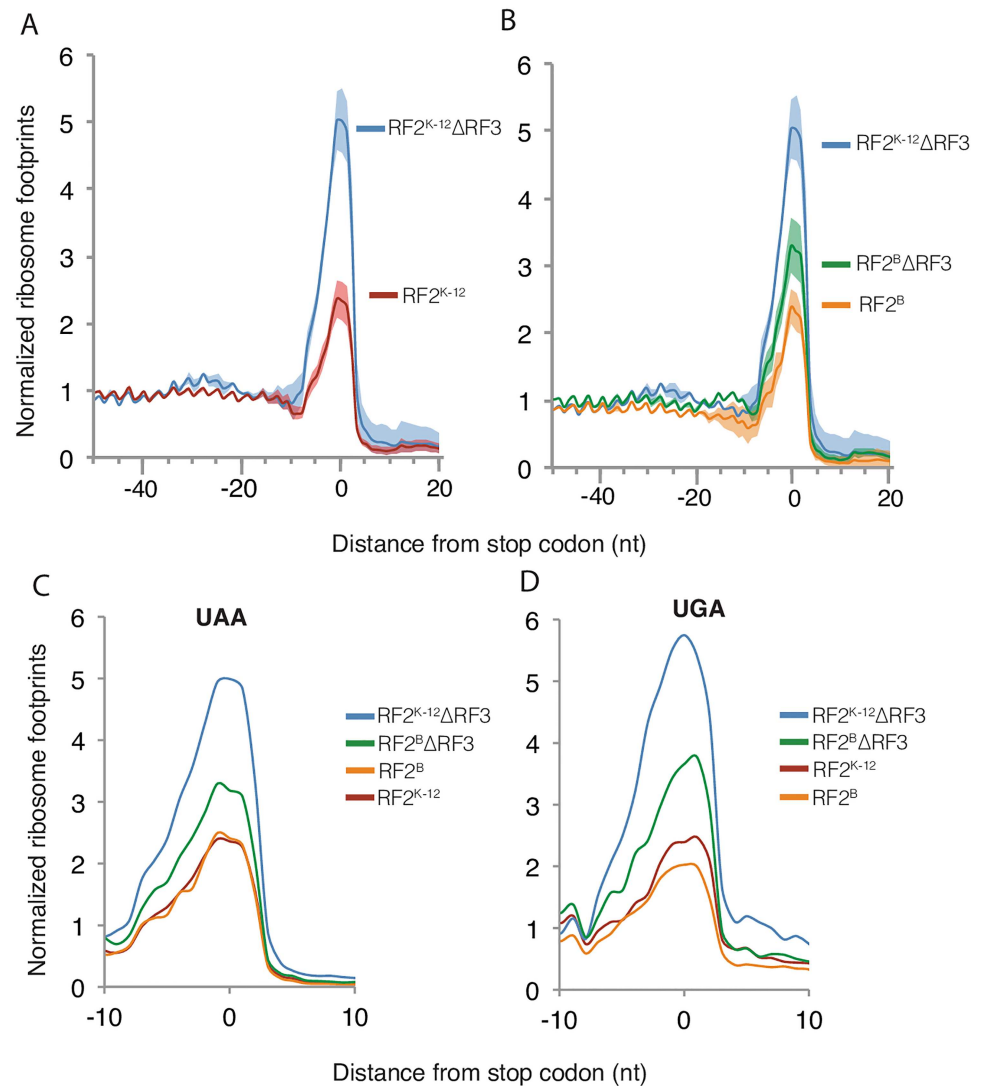 A
B
6
5
4
3
2
1
0
-40
-20
0
20
Normalized ribosome footprints
RF2ᴷ⁻¹²ΔRF3
RF2ᴷ⁻¹²
6
5
4
3
2
1
0
-40
-20
0
20
RF2ᴷ⁻¹²ΔRF3
RF2ᴮΔRF3
RF2ᴮ
Distance from stop codon (nt)
C
D
UAA
6
5
4
3
2
1
0
-10
0
10
Normalized ribosome footprints
RF2ᴷ⁻¹²ΔRF3
RF2ᴮΔRF3
RF2ᴮ
RF2ᴷ⁻¹²
UGA
6
5
4
3
2
1
0
-10
0
10
RF2ᴷ⁻¹²ΔRF3
RF2ᴮΔRF3
RF2ᴷ⁻¹²
RF2ᴮ
Distance from stop codon (nt)